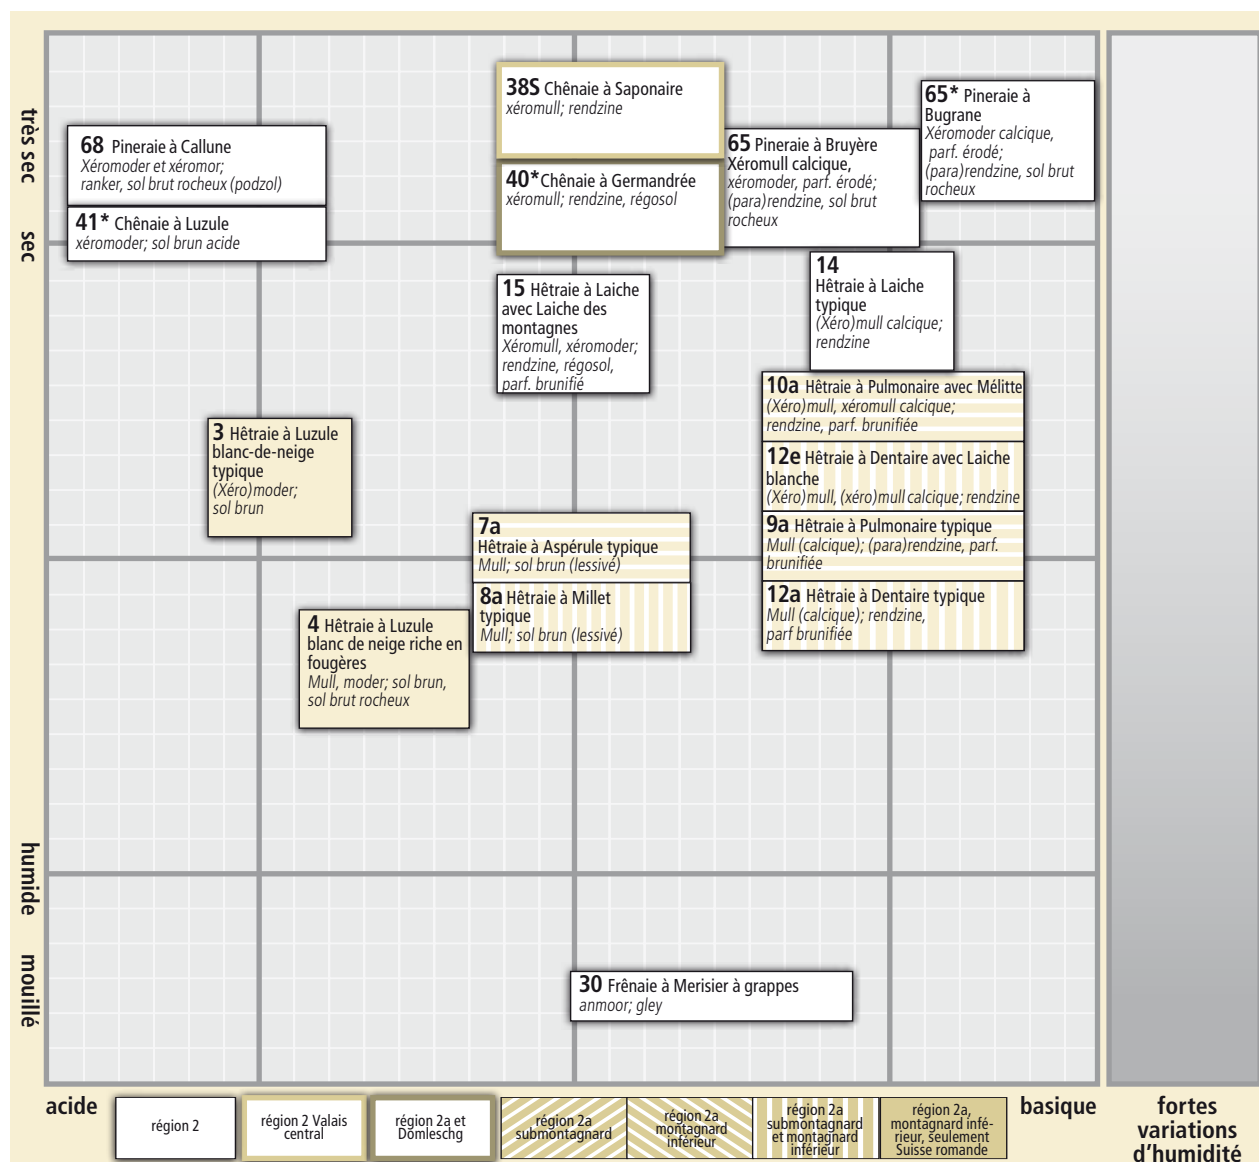 très sec
sec
humide
mouillé
68 Pineraie à Callune
Xéromoder et xéromor;
ranker, sol brut rocheux (podzol)
41* Chênaie à Luzule
xéromoder; sol brun acide
38S Chênaie à Saponaire
xéromull; rendzine
40* Chênaie à Germandrée
xéromull; rendzine, régosol
65 Pineraie à Bruyère
Xéromull calcique,
xéromoder, parf. érodé;
(para)rendzine, sol brut
rocheux
65* Pineraie à
Bugrane
Xéromoder calcique,
parf. érodé;
(para)rendzine, sol brut
rocheux
15 Hêtraie à Laiche
avec Laiche des
montagnes
Xéromull, xéromoder;
rendzine, régosol,
parf. brunifié
14
Hêtraie à Laiche
typique
(Xéro)mull calcique;
rendzine
10a Hêtraie à Pulmonaire avec Mélitte
(Xéro)mull, xéromull calcique;
rendzine, parf. brunifiée
12e Hêtraie à Dentaire avec Laiche
blanche
(Xéro)mull, (xéro)mull calcique; rendzine
9a Hêtraie à Pulmonaire typique
Mull (calcique); (para)rendzine, parf.
brunifiée
12a Hêtraie à Dentaire typique
Mull (calcique); rendzine,
parf brunifiée
3 Hêtraie à Luzule
blanc-de-neige
typique
(Xéro)moder;
sol brun
7a
Hêtraie à Aspérule typique
Mull; sol brun (lessivé)
8a Hêtraie à Millet
typique
Mull; sol brun (lessivé)
4 Hêtraie à Luzule
blanc de neige riche en
fougères
Mull, moder; sol brun,
sol brut rocheux
30 Frênaie à Merisier à grappes
anmoor; gley
acide
région 2
région 2 Valais
central
région 2a et
Domleschg
région 2a
submontagnard
région 2a
montagnard
inférieur
région 2a
submontagnard
et montagnard
inférieur
région 2a,
montagnard infé-
rieur, seulement
Suisse romande
basique
fortes
variations
d'humidité